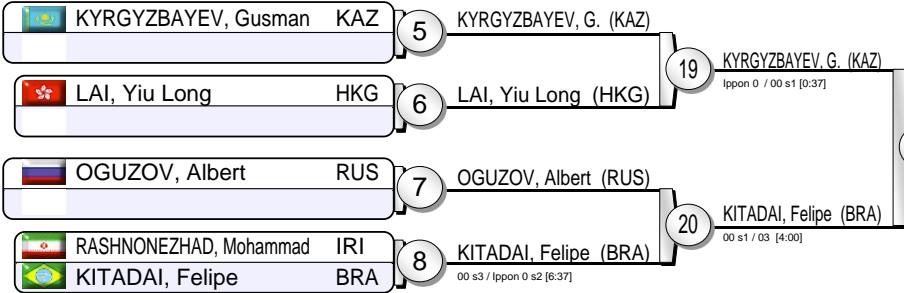 KYRGYZBAYEV, Gusman KAZ
5
KYRGYZBAYEV, G. (KAZ)
LAI, Yiu Long HKG
6
LAI, Yiu Long (HKG)
19
KYRGYZBAYEV, G. (KAZ)
Ippon 0 / 00 s1 [0:37]
OGUZOV, Albert RUS
7
OGUZOV, Albert (RUS)
RASHNONEZHAD, Mohammad IRI
KITADAI, Felipe BRA
8
KITADAI, Felipe (BRA)
00 s3 / Ippon 0 s2 [6:37]
20
KITADAI, Felipe (BRA)
00 s1 / 03 [4:00]